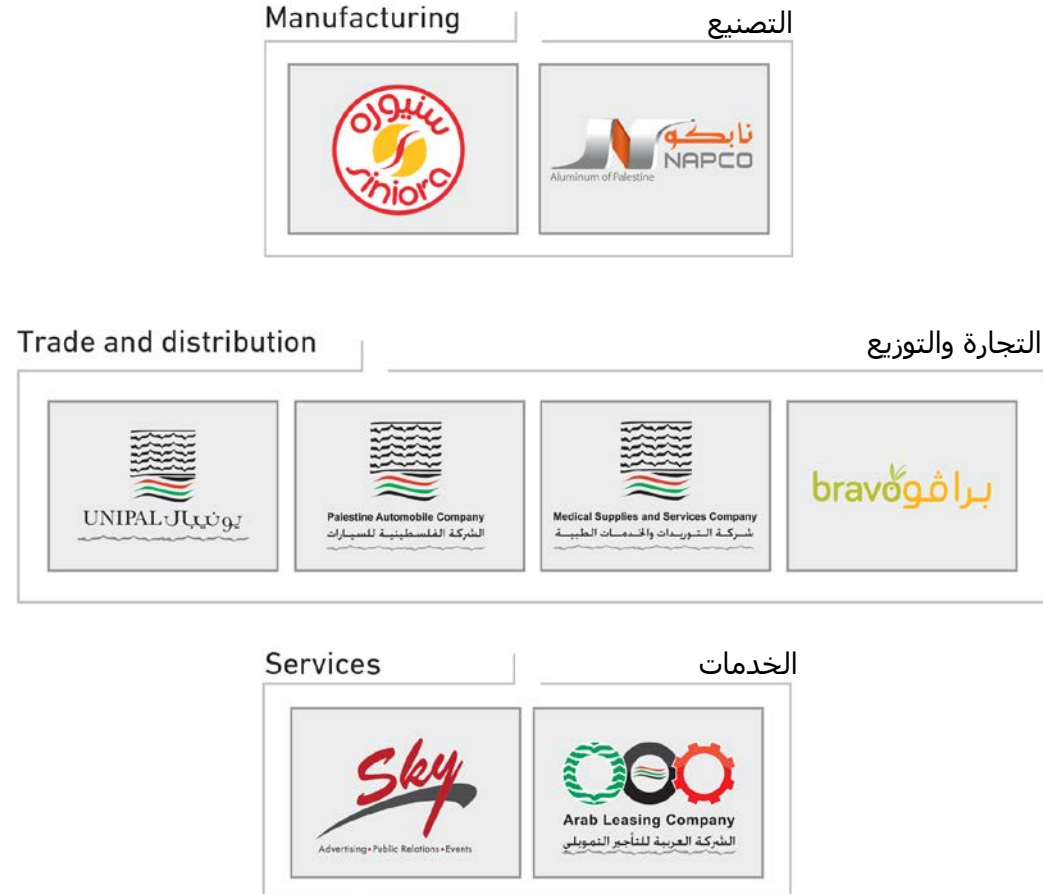 Manufacturing التصنيع
سنيوره
siniora
نابكو
NAPCO
Aluminum of Palestine
Trade and distribution التجارة والتوزيع
UNIPAL يونيبال
Palestine Automobile Company
الشركة الفلسطينية للسيارات
Medical Supplies and Services Company
شركة التوريدات والخدمات الطبية
bravo براڤو
Services الخدمات
Sky
Advertising•Public Relations•Events
Arab Leasing Company
الشركة العربية للتأجير التمويلي